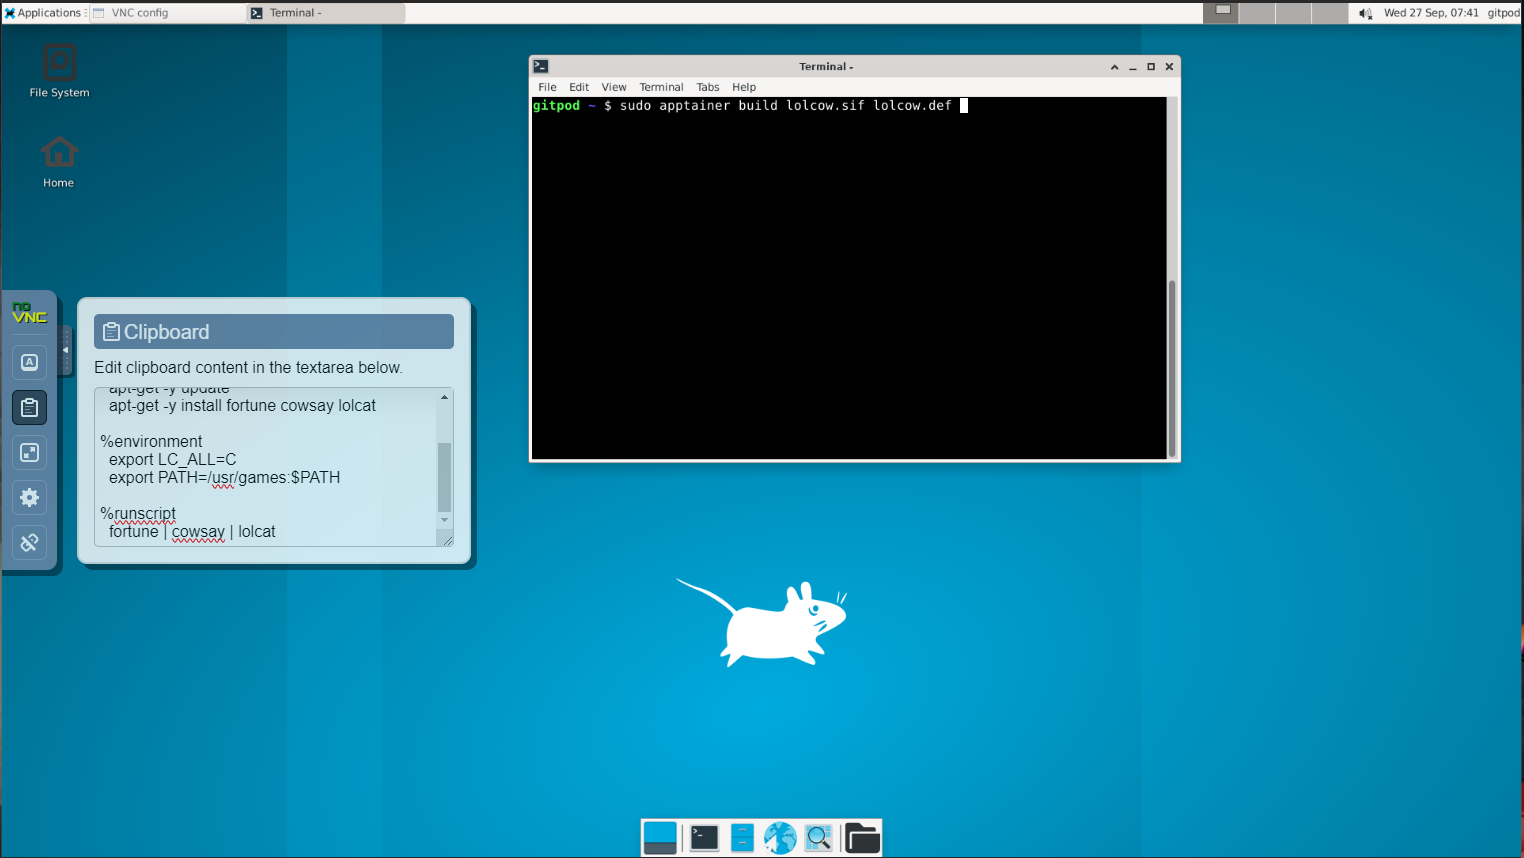 Applications
VNC config
Terminal -
Wed 27 Sep, 07:41
gitpod
File System
Home
Terminal -
File Edit View Terminal Tabs Help
gitpod ~ $ sudo apptainer build lolcow.sif lolcow.def
no
VNC
A
Clipboard
Edit clipboard content in the textarea below.
apt-get -y update
apt-get -y install fortune cowsay lolcat
%environment
export LC_ALL=C
export PATH=/usr/games:$PATH
%runscript
fortune | cowsay | lolcat